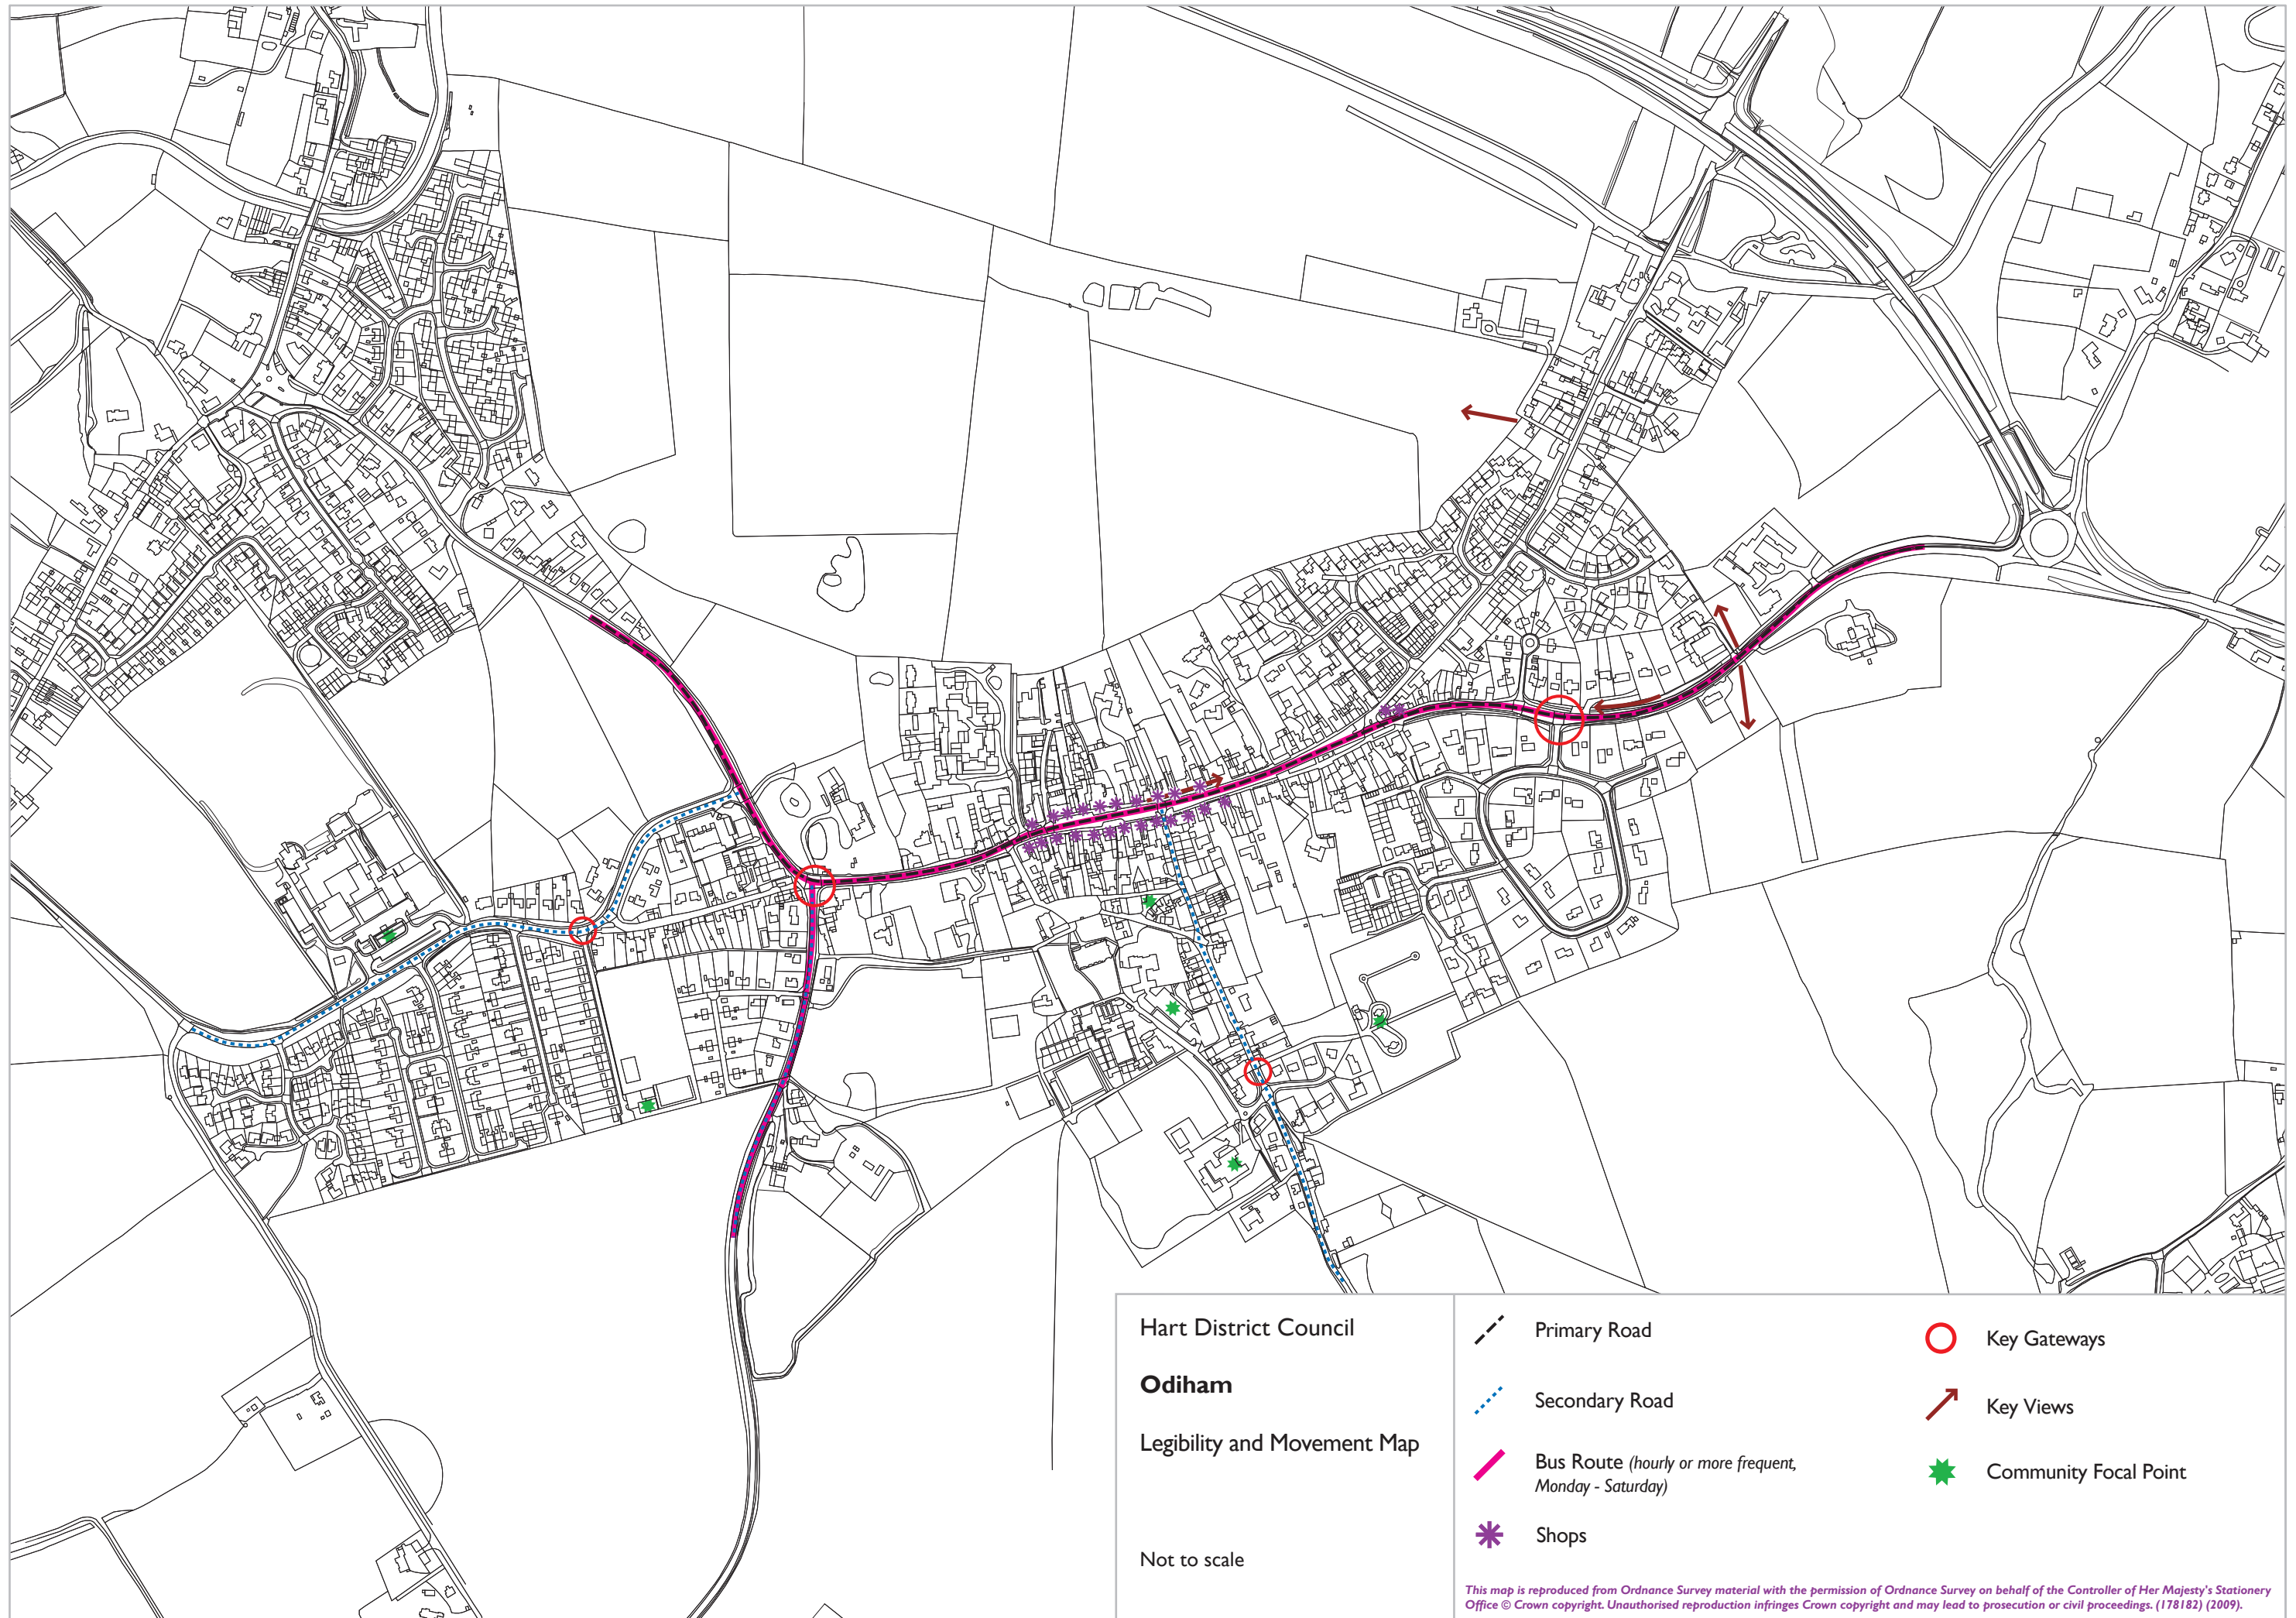 Hart District Council
Odiham
Legibility and Movement Map
Not to scale
Primary Road
Secondary Road
Bus Route (hourly or more frequent,
Monday - Saturday)
Shops
Key Gateways
Key Views
Community Focal Point
This map is reproduced from Ordnance Survey material with the permission of Ordnance Survey on behalf of the Controller of Her Majesty's Stationery
Office © Crown copyright. Unauthorised reproduction infringes Crown copyright and may lead to prosecution or civil proceedings. (178182) (2009).